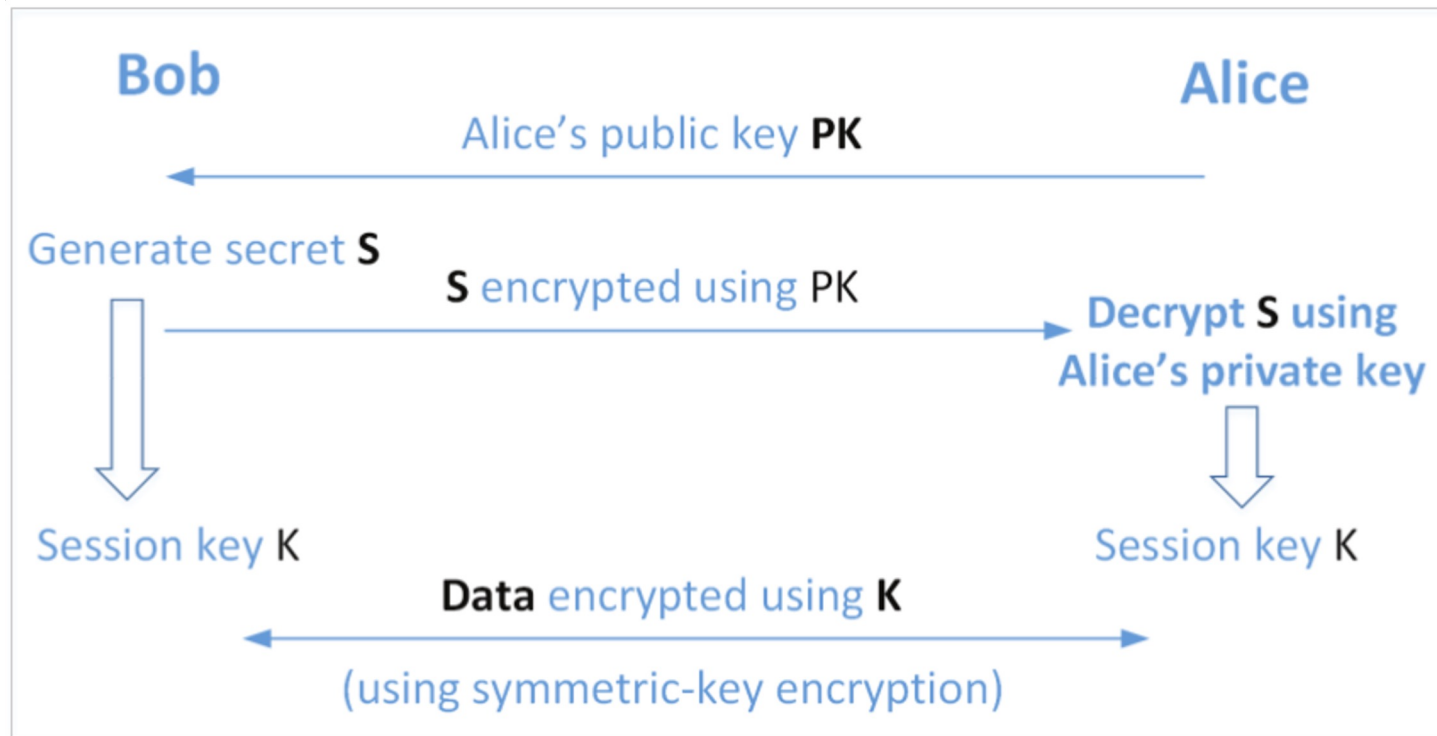 Bob
Alice
Alice’s public key PK
Generate secret S
S encrypted using PK
Decrypt S using
Alice’s private key
Session key K
Session key K
Data encrypted using K
(using symmetric-key encryption)